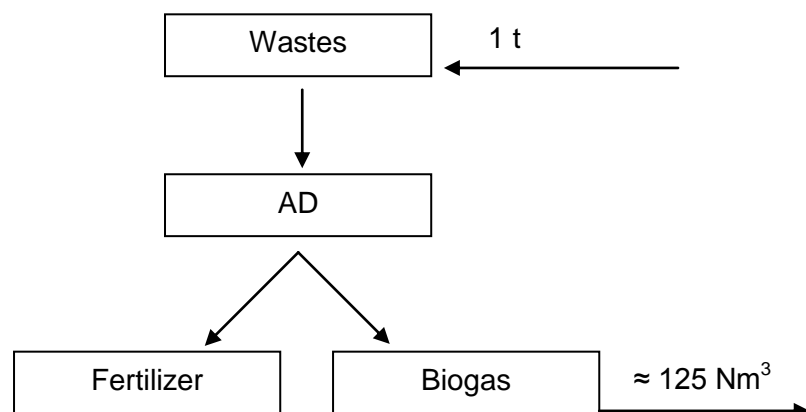 Wastes
1 t
AD
Fertilizer
Biogas
≈ 125 Nm³